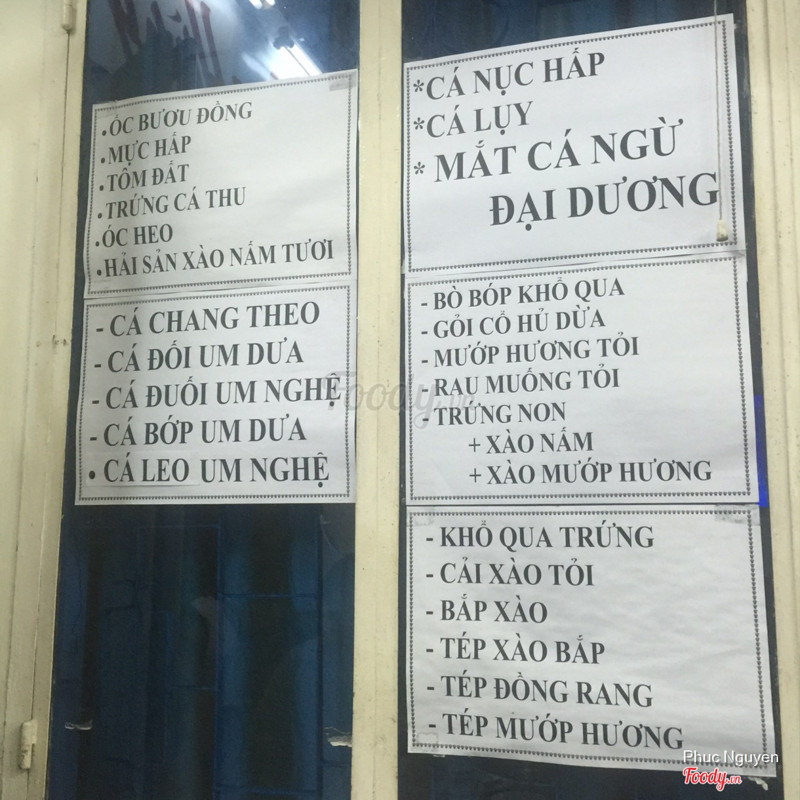 • ỐC BƯƠU ĐỒNG
• MỰC HẤP
• TÔM ĐẤT
• TRỨNG CÁ THU
• ÓC HEO
• HẢI SẢN XÀO NẤM TƯƠI
- CÁ CHANG THEO
- CÁ ĐỐI UM DƯA
- CÁ ĐUỐI UM NGHỆ
- CÁ BỚP UM DƯA
• CÁ LEO UM NGHỆ
*CÁ NỤC HẤP
*CÁ LỤY
* MẮT CÁ NGỪ
ĐẠI DƯƠNG
- BÒ BÓP KHỔ QUA
- GỎI CỔ HỦ DỪA
- MƯỚP HƯƠNG TỎI
- RAU MUỐNG TỎI
- TRỨNG NON
+ XÀO NẤM
+ XÀO MƯỚP HƯƠNG
- KHỔ QUA TRỨNG
- CẢI XÀO TỎI
- BẮP XÀO
- TÉP XÀO BẮP
- TÉP ĐỒNG RANG
- TÉP MƯỚP HƯƠNG
Foody.vn
Phuc Nguyen
Foody.vn